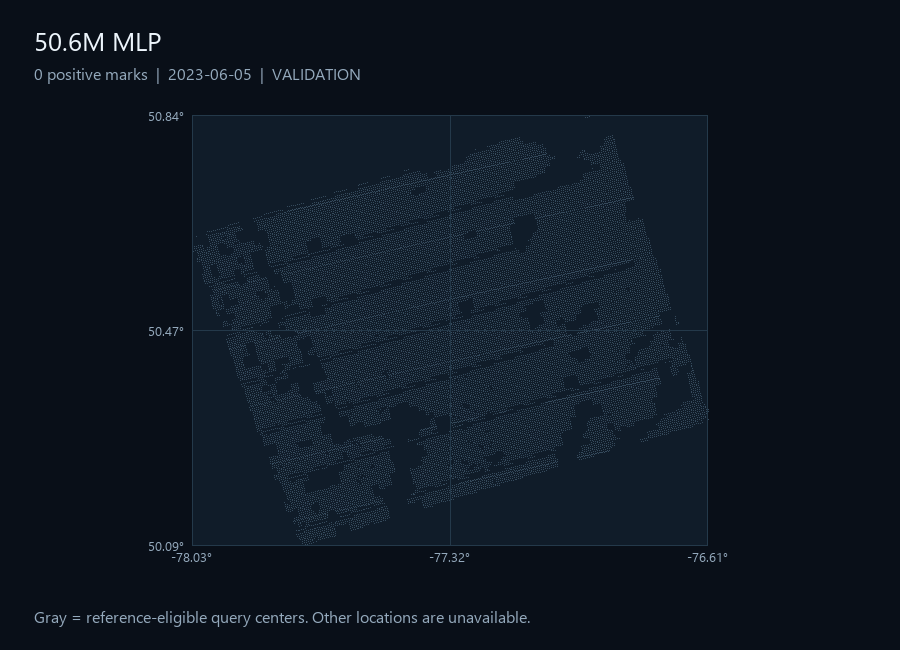 50.6M MLP
0 positive marks | 2023-06-05 | VALIDATION
50.84°
50.47°
50.09°
-78.03°
-77.32°
-76.61°
Gray = reference-eligible query centers. Other locations are unavailable.